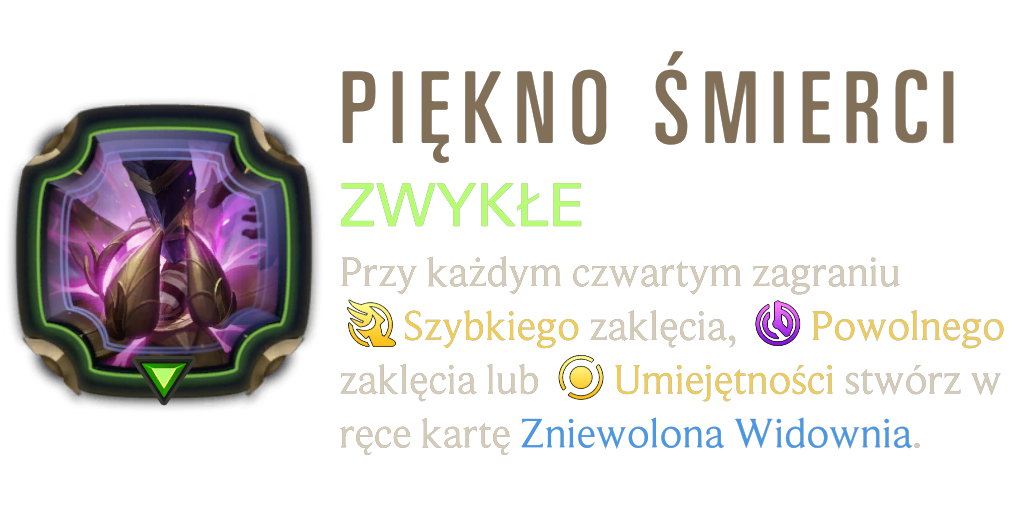 PIĘKNO ŚMIERCI
ZWYKŁE
Przy każdym czwartym zagraniu
Szybkiego zaklęcia, Powolnego
zaklęcia lub Umiejętności stwórz w
ręce kartę Zniewolona Widownia.